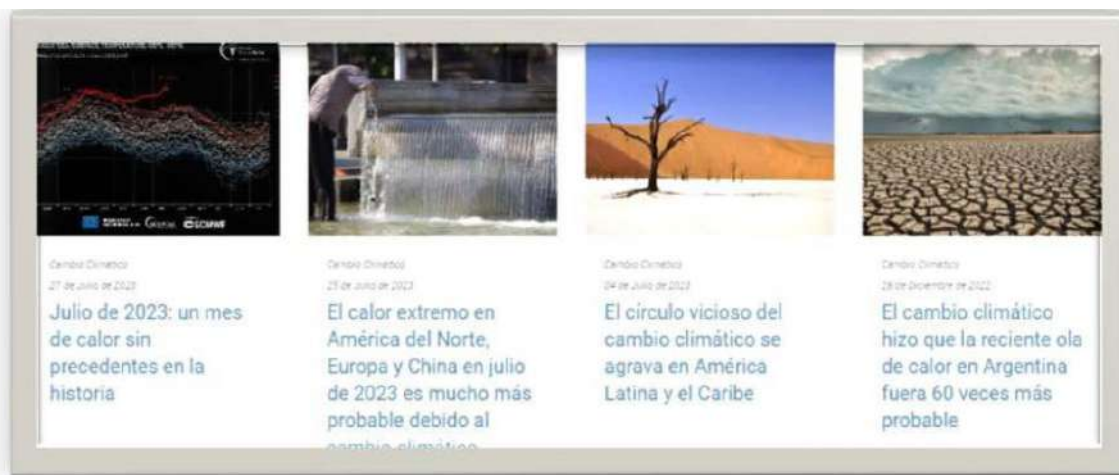 Cambio Climático
27 de Julio de 2023
Julio de 2023: un mes
de calor sin
precedentes en la
historia
Cambio Climático
25 de Julio de 2023
El calor extremo en
América del Norte,
Europa y China en julio
de 2023 es mucho más
probable debido al
cambio climático
Cambio Climático
04 de Julio de 2023
El círculo vicioso del
cambio climático se
agrava en América
Latina y el Caribe
Cambio Climático
28 de Diciembre de 2022
El cambio climático
hizo que la reciente ola
de calor en Argentina
fuera 60 veces más
probable